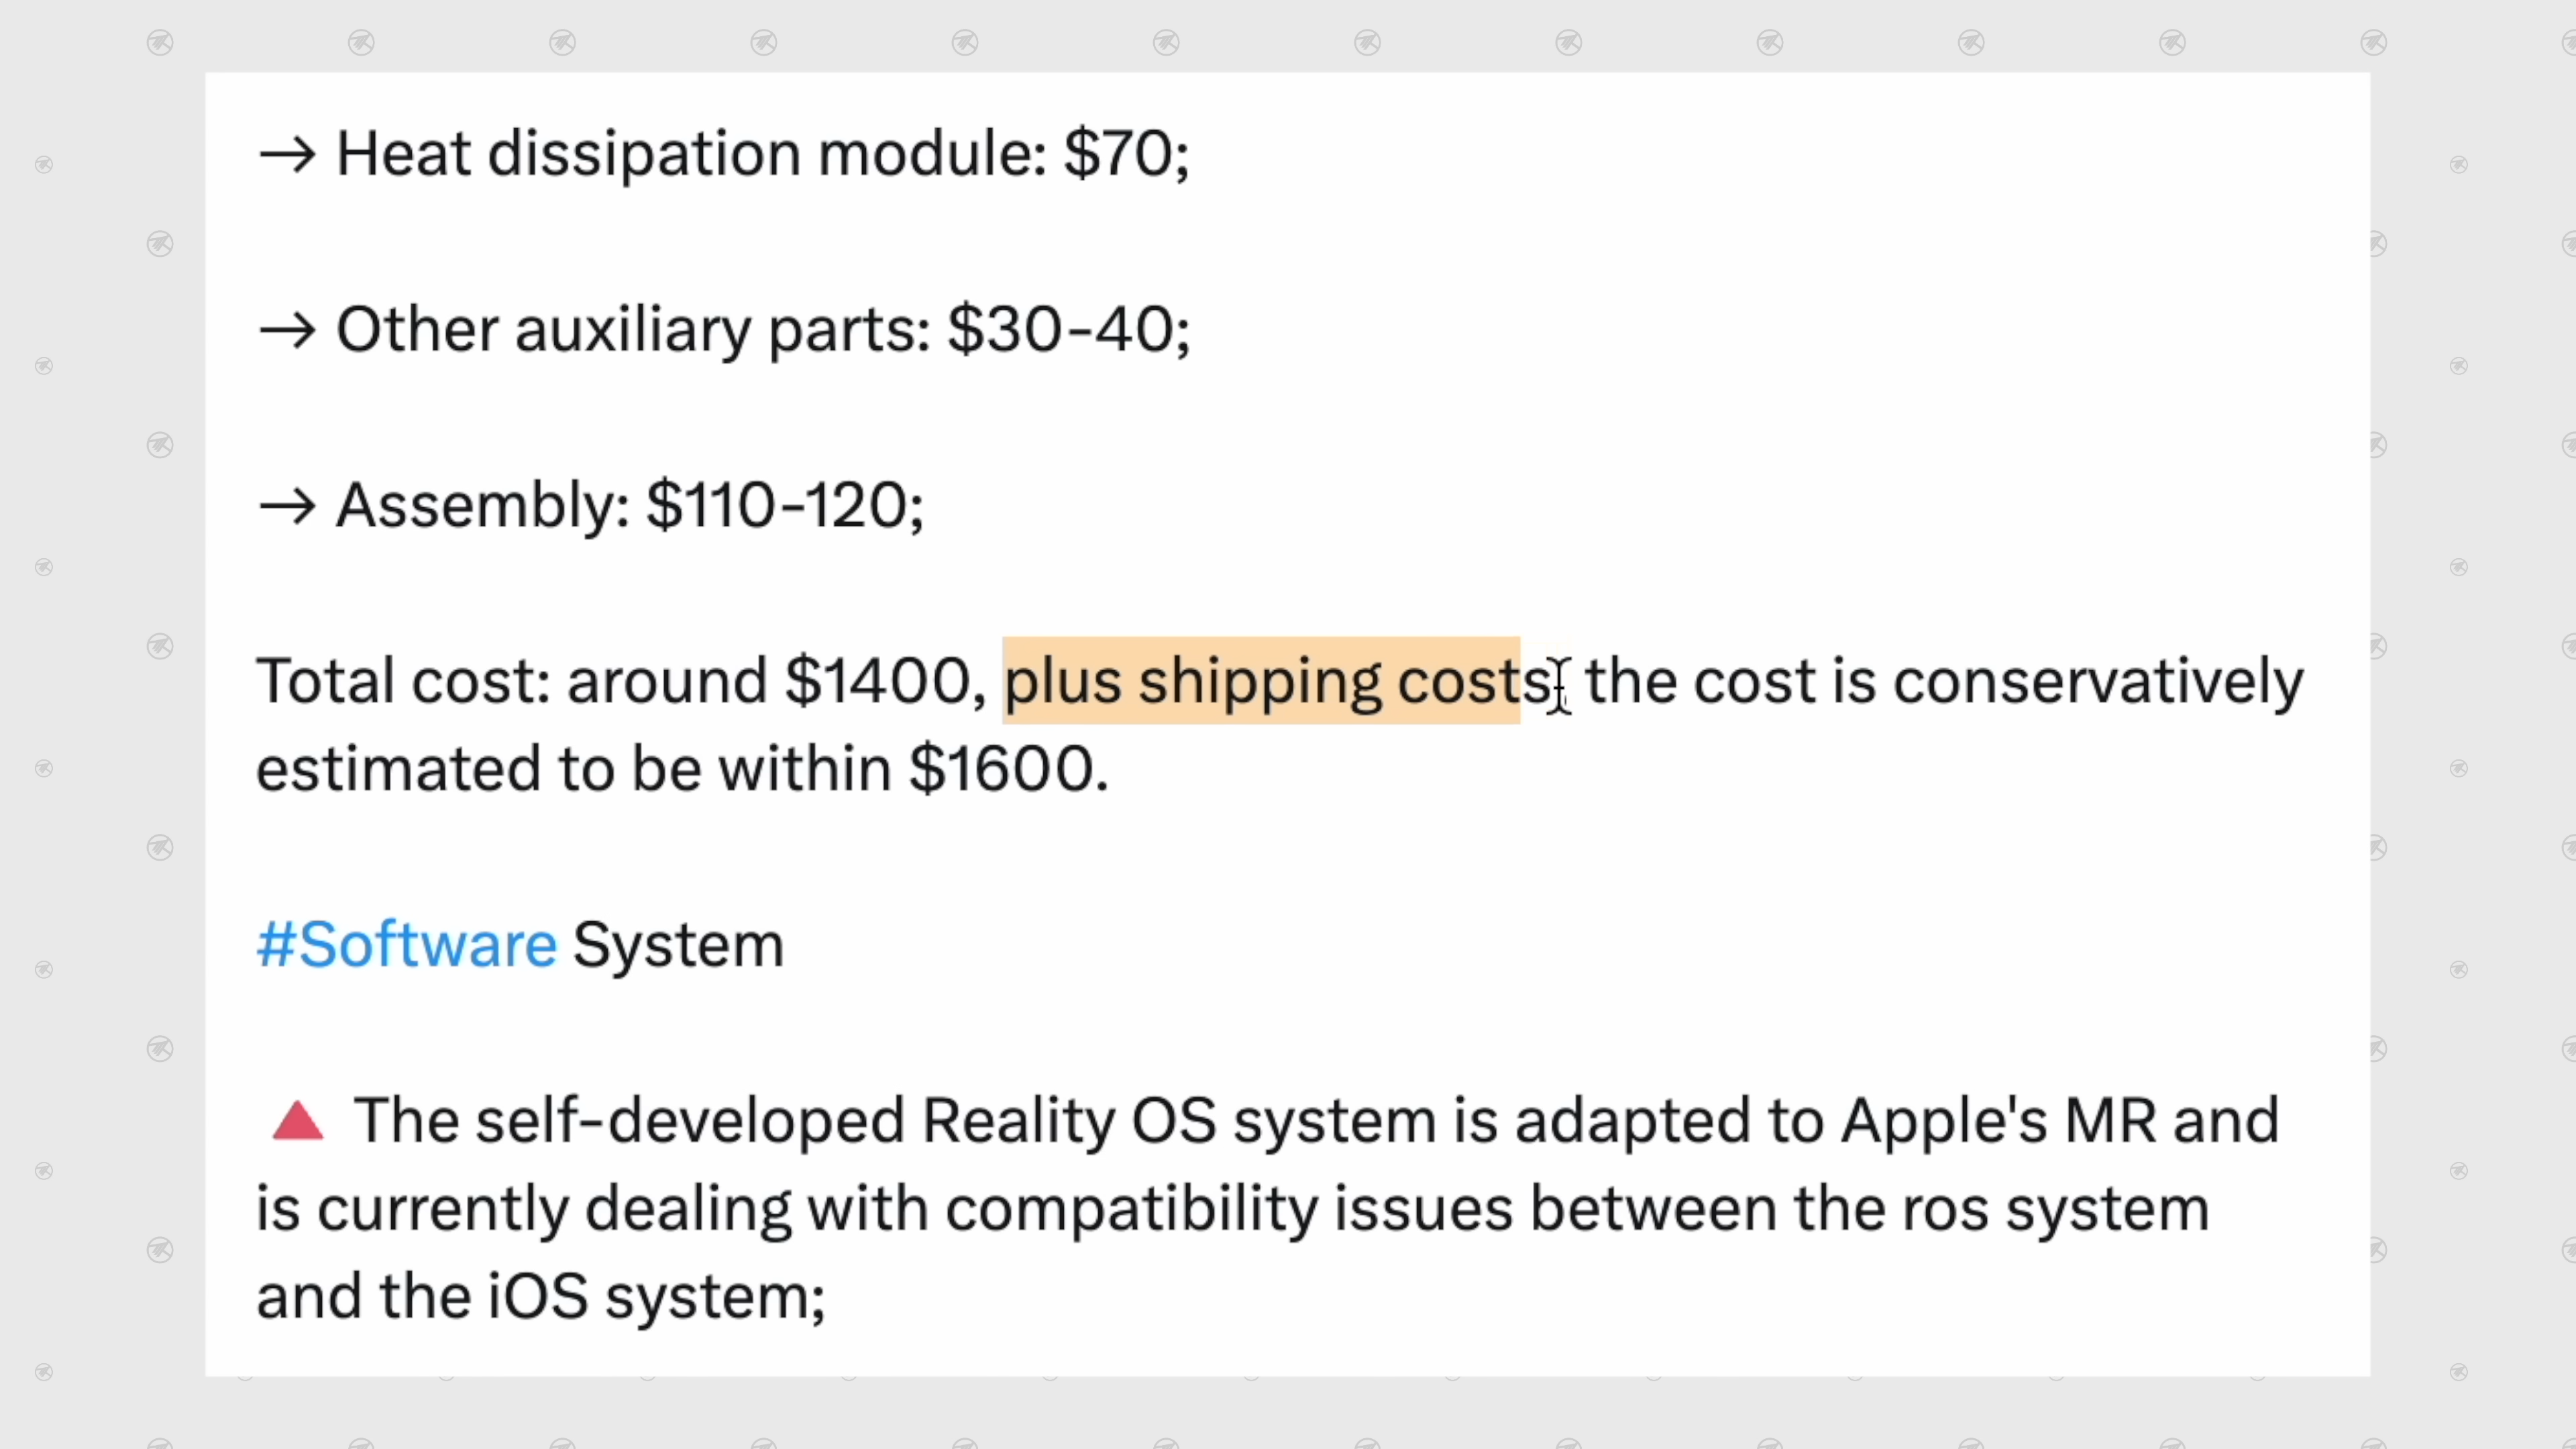 → Heat dissipation module: $70;
→ Other auxiliary parts: $30-40;
→ Assembly: $110-120;
Total cost: around $1400, plus shipping costs, the cost is conservatively
estimated to be within $1600.
#Software System
🔺 The self-developed Reality OS system is adapted to Apple's MR and
is currently dealing with compatibility issues between the ros system
and the iOS system;